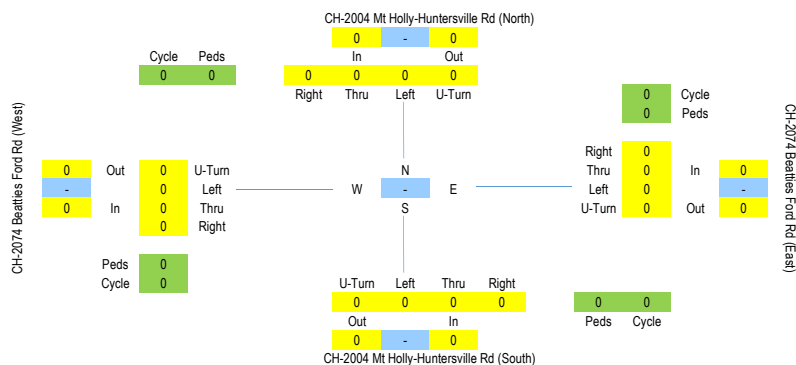 CH-2004 Mt Holly-Huntersville Rd (North)
0 - 0
In Out
Cycle Peds
0 0
0 0 0 0
Right Thru Left U-Turn
0 Cycle
0 Peds
CH-2074 Beatties Ford Rd (West)
0 Out 0 U-Turn
- 0 Left
0 In 0 Thru
0 Right
N
W - E
S
Right 0
Thru 0 In 0
Left 0 -
U-Turn 0 Out 0
CH-2074 Beatties Ford Rd (East)
Peds 0
Cycle 0
U-Turn Left Thru Right
0 0 0 0
Out In
0 - 0
CH-2004 Mt Holly-Huntersville Rd (South)
0 0
Peds Cycle